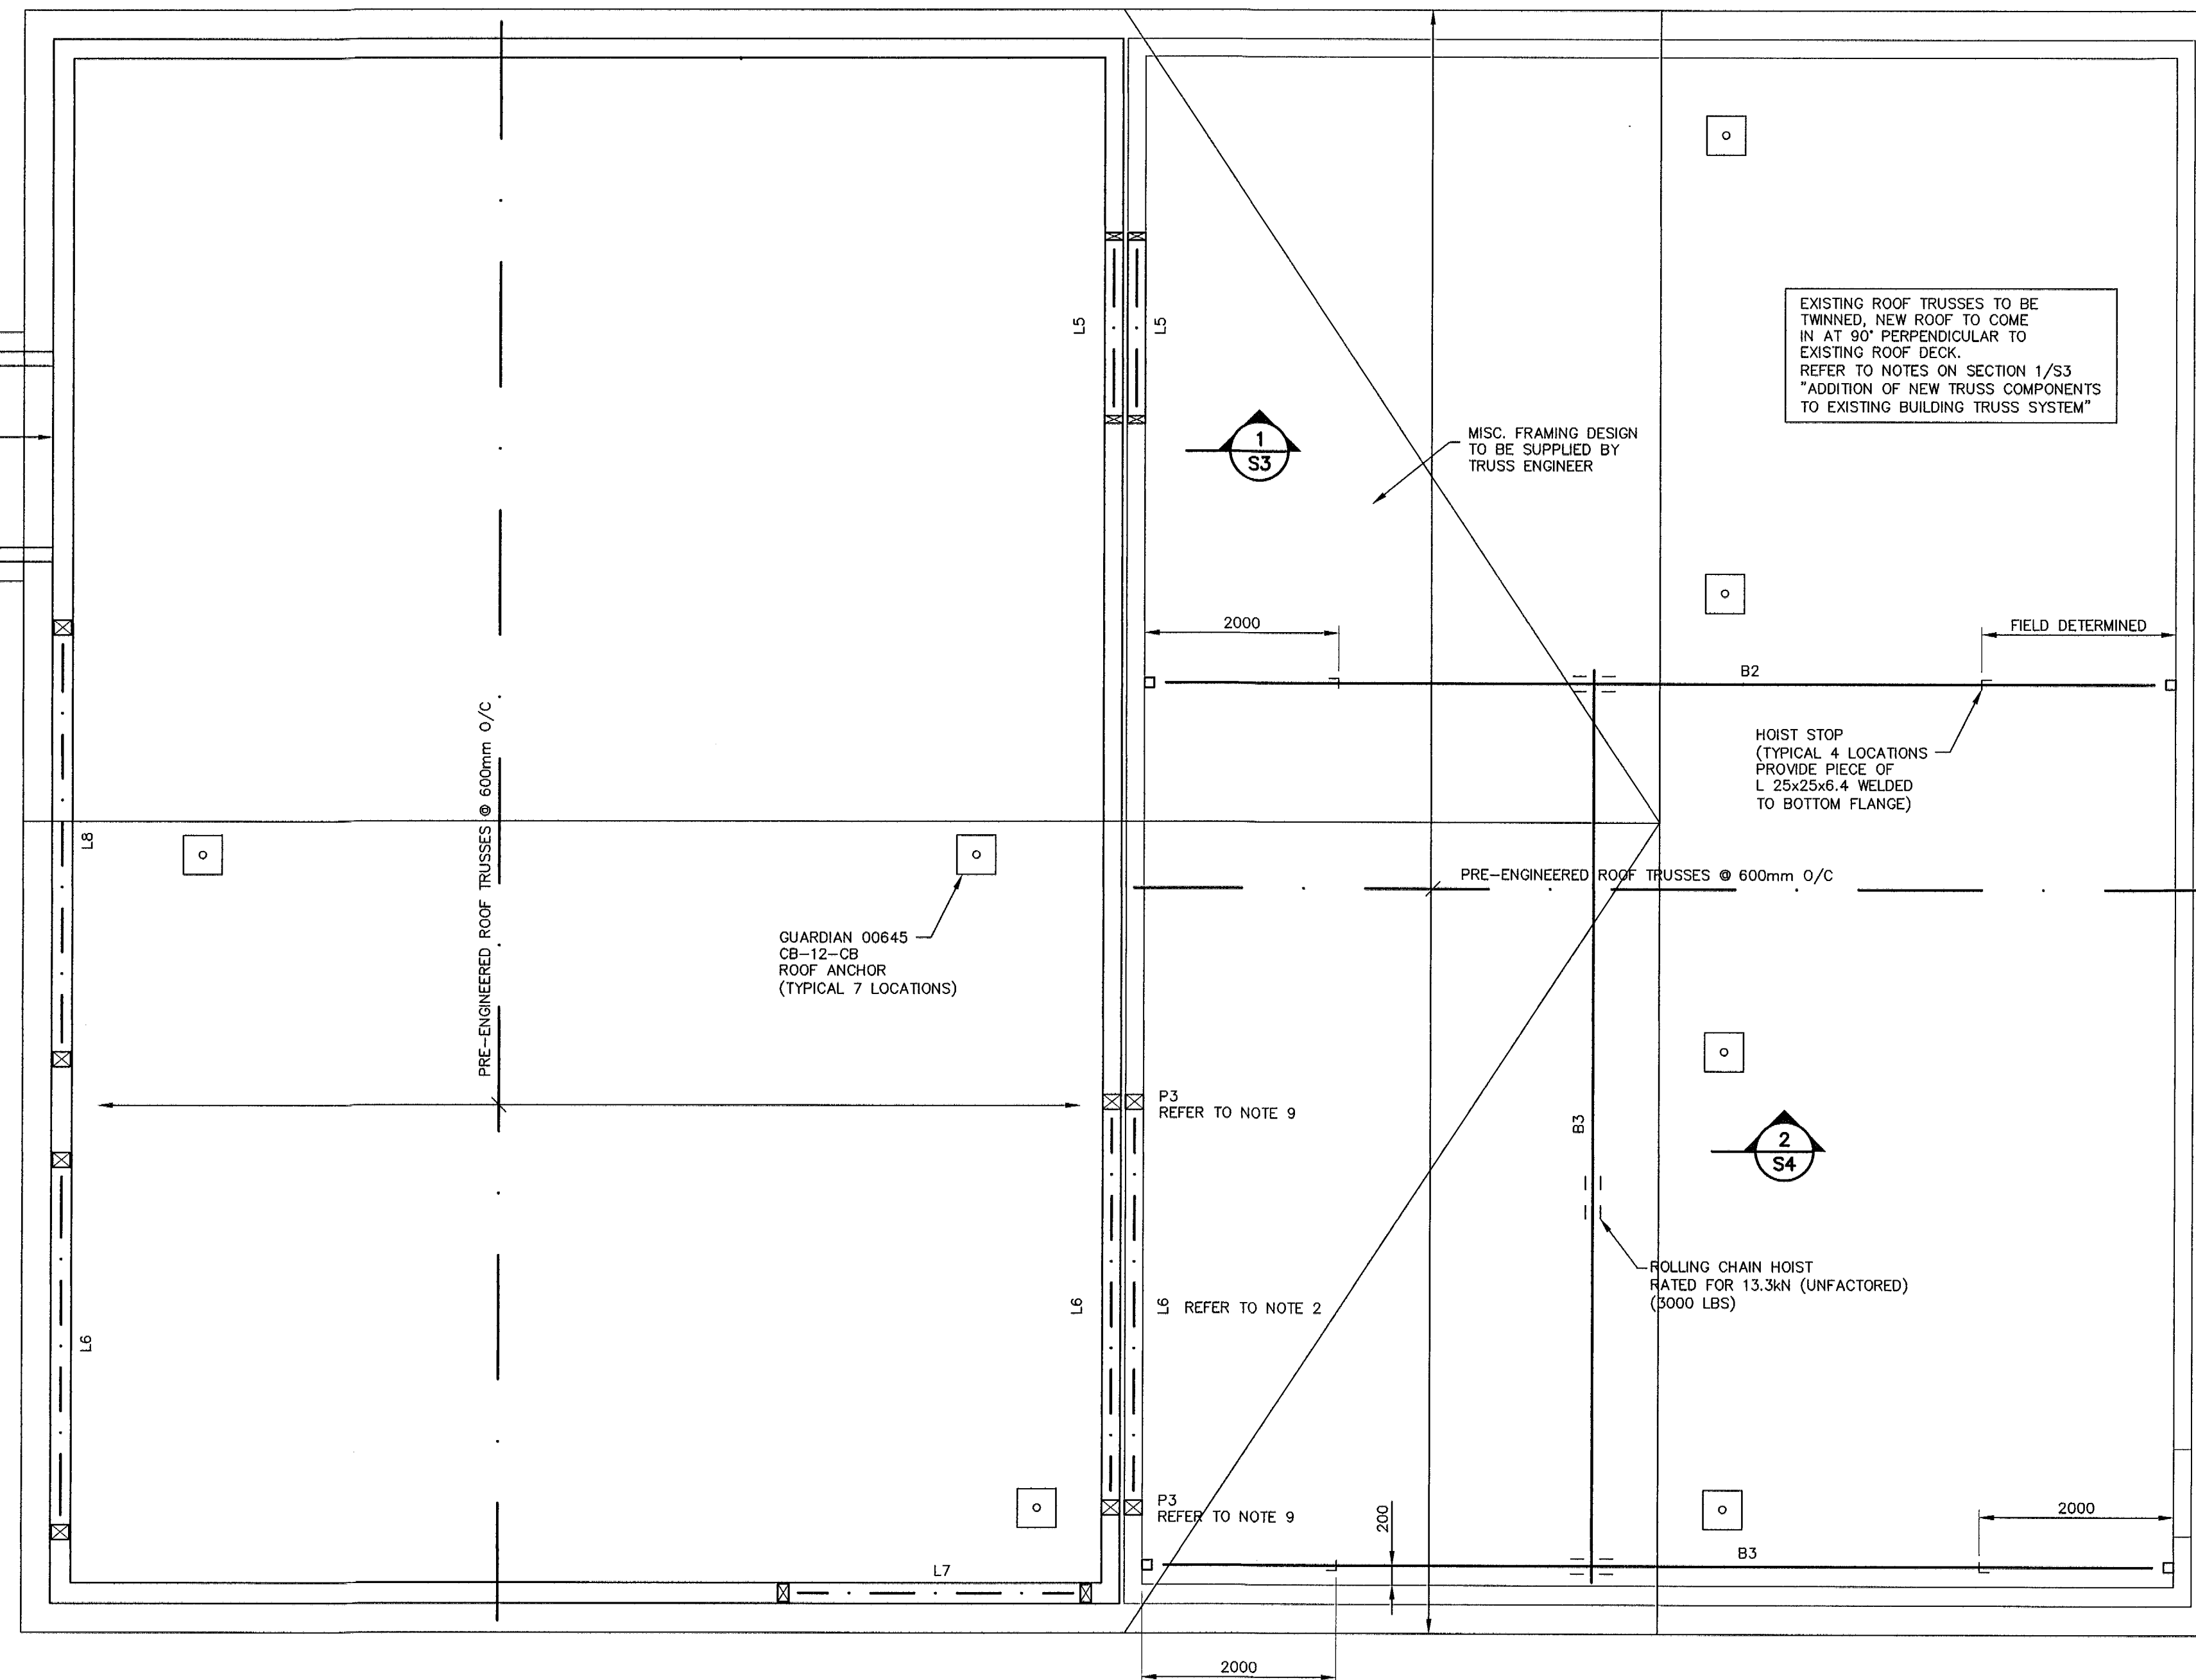 EXISTING ROOF TRUSSES TO BE
TWINNED, NEW ROOF TO COME
IN AT 90° PERPENDICULAR TO
EXISTING ROOF DECK.
REFER TO NOTES ON SECTION 1/S3
"ADDITION OF NEW TRUSS COMPONENTS
TO EXISTING BUILDING TRUSS SYSTEM"
L5
L5
1
S3
MISC. FRAMING DESIGN
TO BE SUPPLIED BY
TRUSS ENGINEER
2000
FIELD DETERMINED
B2
HOIST STOP
(TYPICAL 4 LOCATIONS
PROVIDE PIECE OF
L 25x25x6.4 WELDED
TO BOTTOM FLANGE)
PRE-ENGINEERED ROOF TRUSSES @ 600mm O/C
L8
PRE-ENGINEERED ROOF TRUSSES @ 600mm O/C
GUARDIAN 00645
CB-12-CB
ROOF ANCHOR
(TYPICAL 7 LOCATIONS)
P3
REFER TO NOTE 9
B3
2
S4
ROLLING CHAIN HOIST
RATED FOR 13.3kN (UNFACTORED)
(3000 LBS)
L6
L6
L6 REFER TO NOTE 2
P3
REFER TO NOTE 9
200
2000
B3
L7
2000